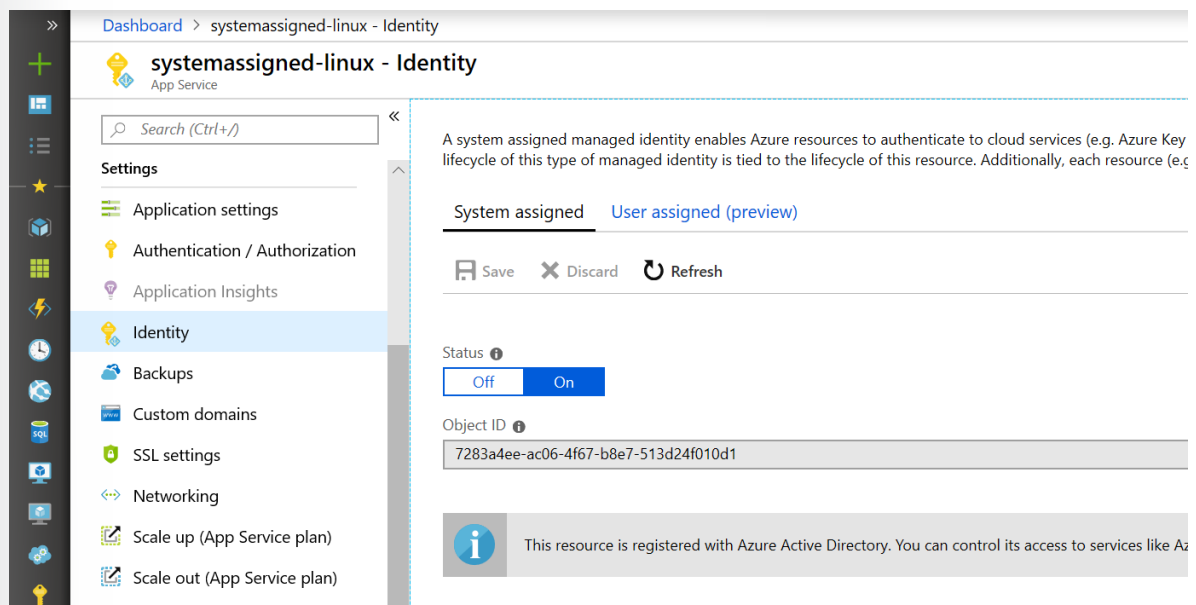 Dashboard > systemassigned-linux - Identity
systemassigned-linux - Identity
App Service
Search (Ctrl+/)
Settings
Application settings
Authentication / Authorization
Application Insights
Identity
Backups
Custom domains
SSL settings
Networking
Scale up (App Service plan)
Scale out (App Service plan)
A system assigned managed identity enables Azure resources to authenticate to cloud services (e.g. Azure Key
lifecycle of this type of managed identity is tied to the lifecycle of this resource. Additionally, each resource (e.g
System assigned User assigned (preview)
Save Discard Refresh
Status
Off On
Object ID
7283a4ee-ac06-4f67-b8e7-513d24f010d1
This resource is registered with Azure Active Directory. You can control its access to services like Az
SQL
www